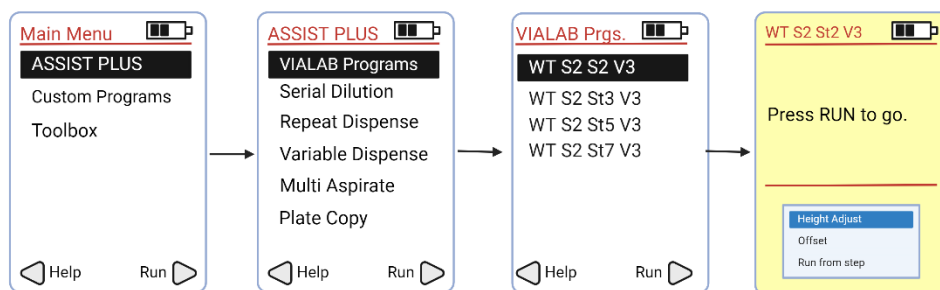 Main Menu
ASSIST PLUS
Custom Programs
Toolbox
Help
Run
ASSIST PLUS
VIALAB Programs
Serial Dilution
Repeat Dispense
Variable Dispense
Multi Aspirate
Plate Copy
Help
Run
VIALAB Prgs.
WT S2 S2 V3
WT S2 St3 V3
WT S2 St5 V3
WT S2 St7 V3
Help
Run
WT S2 St2 V3
Press RUN to go.
Height Adjust
Offset
Run from step